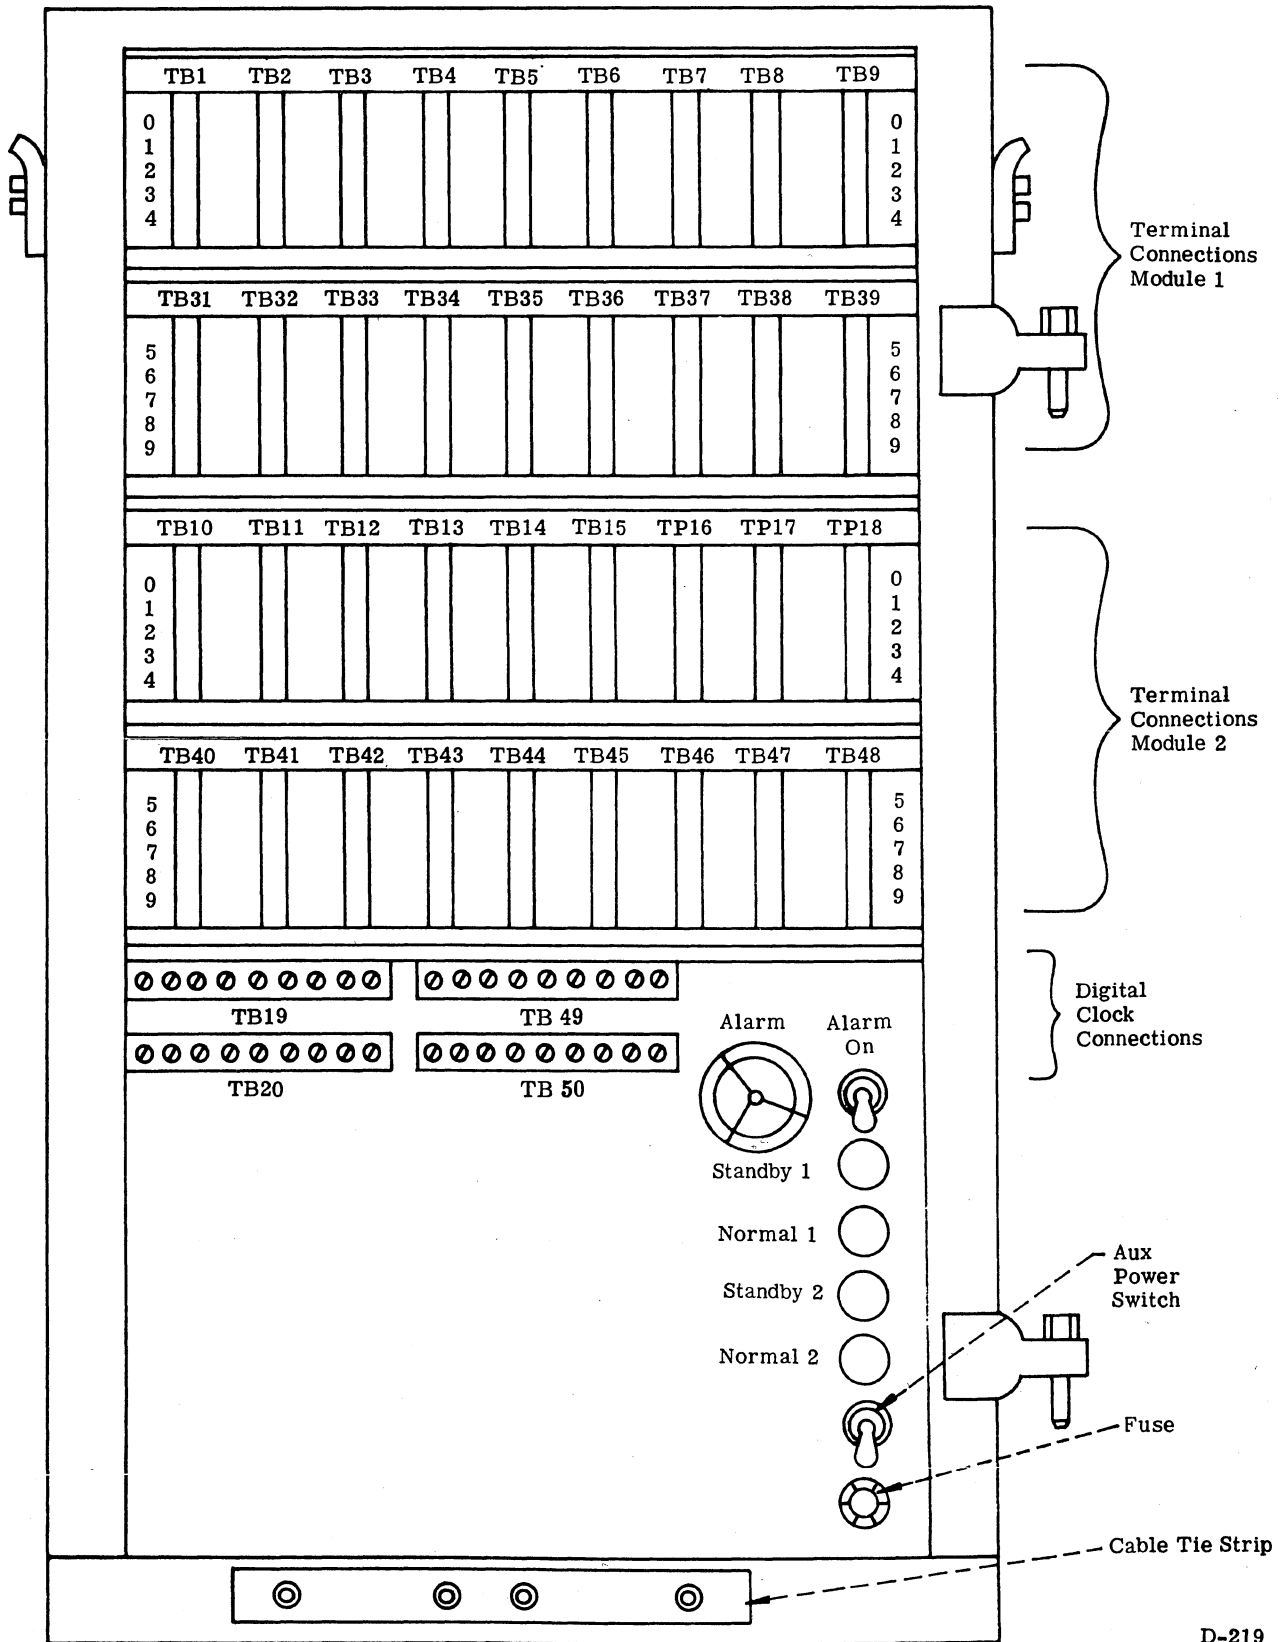 TB1 TB2 TB3 TB4 TB5 TB6 TB7 TB8 TB9
0 0
1 1
2 2
3 3
4 4
Terminal
Connections
Module 1
TB31 TB32 TB33 TB34 TB35 TB36 TB37 TB38 TB39
5 5
6 6
7 7
8 8
9 9
TB10 TB11 TB12 TB13 TB14 TB15 TP16 TP17 TP18
0 0
1 1
2 2
3 3
4 4
Terminal
Connections
Module 2
TB40 TB41 TB42 TB43 TB44 TB45 TB46 TB47 TB48
5 5
6 6
7 7
8 8
9 9
TB19 TB 49
TB20 TB 50
Digital
Clock
Connections
Alarm
Alarm
On
Standby 1
Normal 1
Standby 2
Normal 2
Aux
Power
Switch
Fuse
Cable Tie Strip
D-219